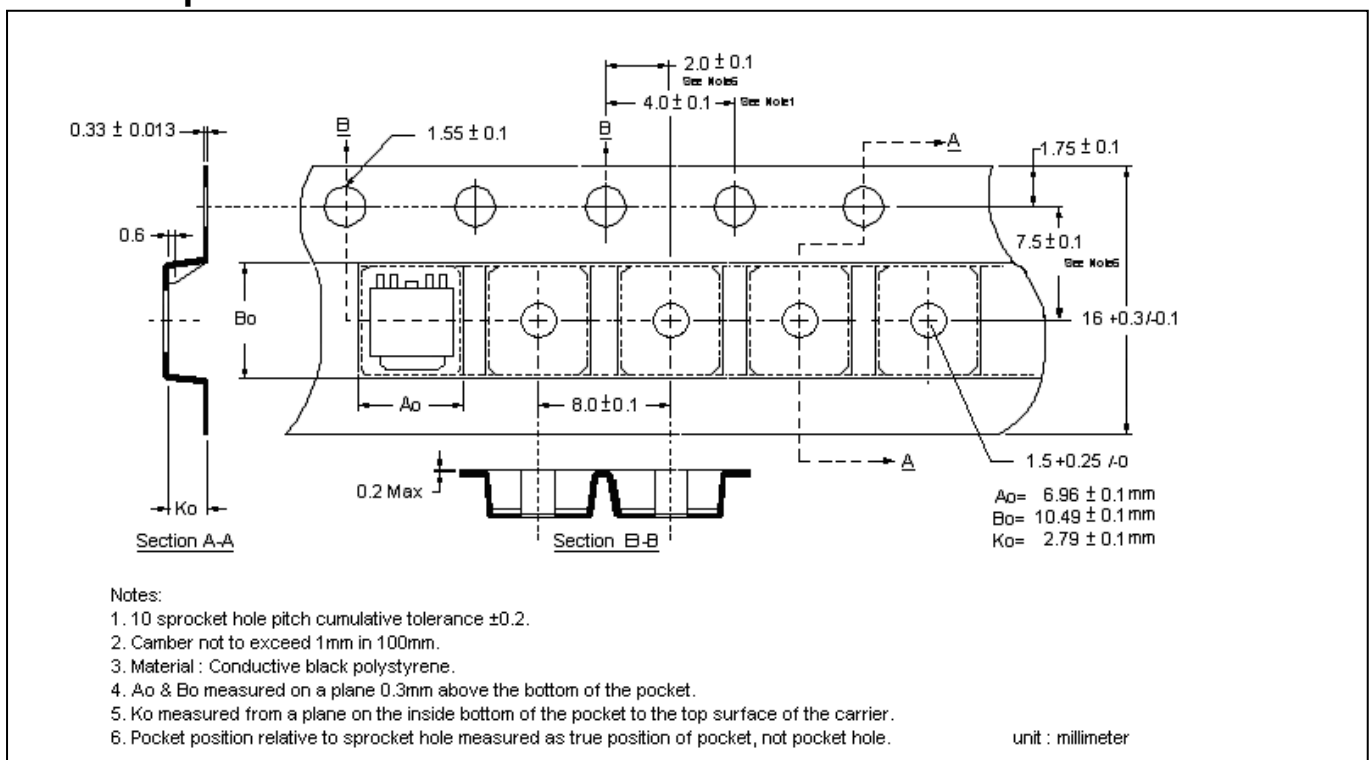 2.0 ± 0.1
See Note6
4.0 ± 0.1 See Note1
0.33 ± 0.013
B
1.55 ± 0.1
B
A
1.75 ± 0.1
0.6
7.5 ± 0.1
See Note6
Bo
16 +0.3/-0.1
Ao
8.0 ± 0.1
A
1.5 +0.25 /-0
0.2 Max
Ko
Ao= 6.96 ± 0.1 mm
Bo= 10.49 ± 0.1 mm
Ko= 2.79 ± 0.1 mm
Section A-A
Section B-B
Notes:
1. 10 sprocket hole pitch cumulative tolerance ±0.2.
2. Camber not to exceed 1mm in 100mm.
3. Material : Conductive black polystyrene.
4. Ao & Bo measured on a plane 0.3mm above the bottom of the pocket.
5. Ko measured from a plane on the inside bottom of the pocket to the top surface of the carrier.
6. Pocket position relative to sprocket hole measured as true position of pocket, not pocket hole.
unit : millimeter